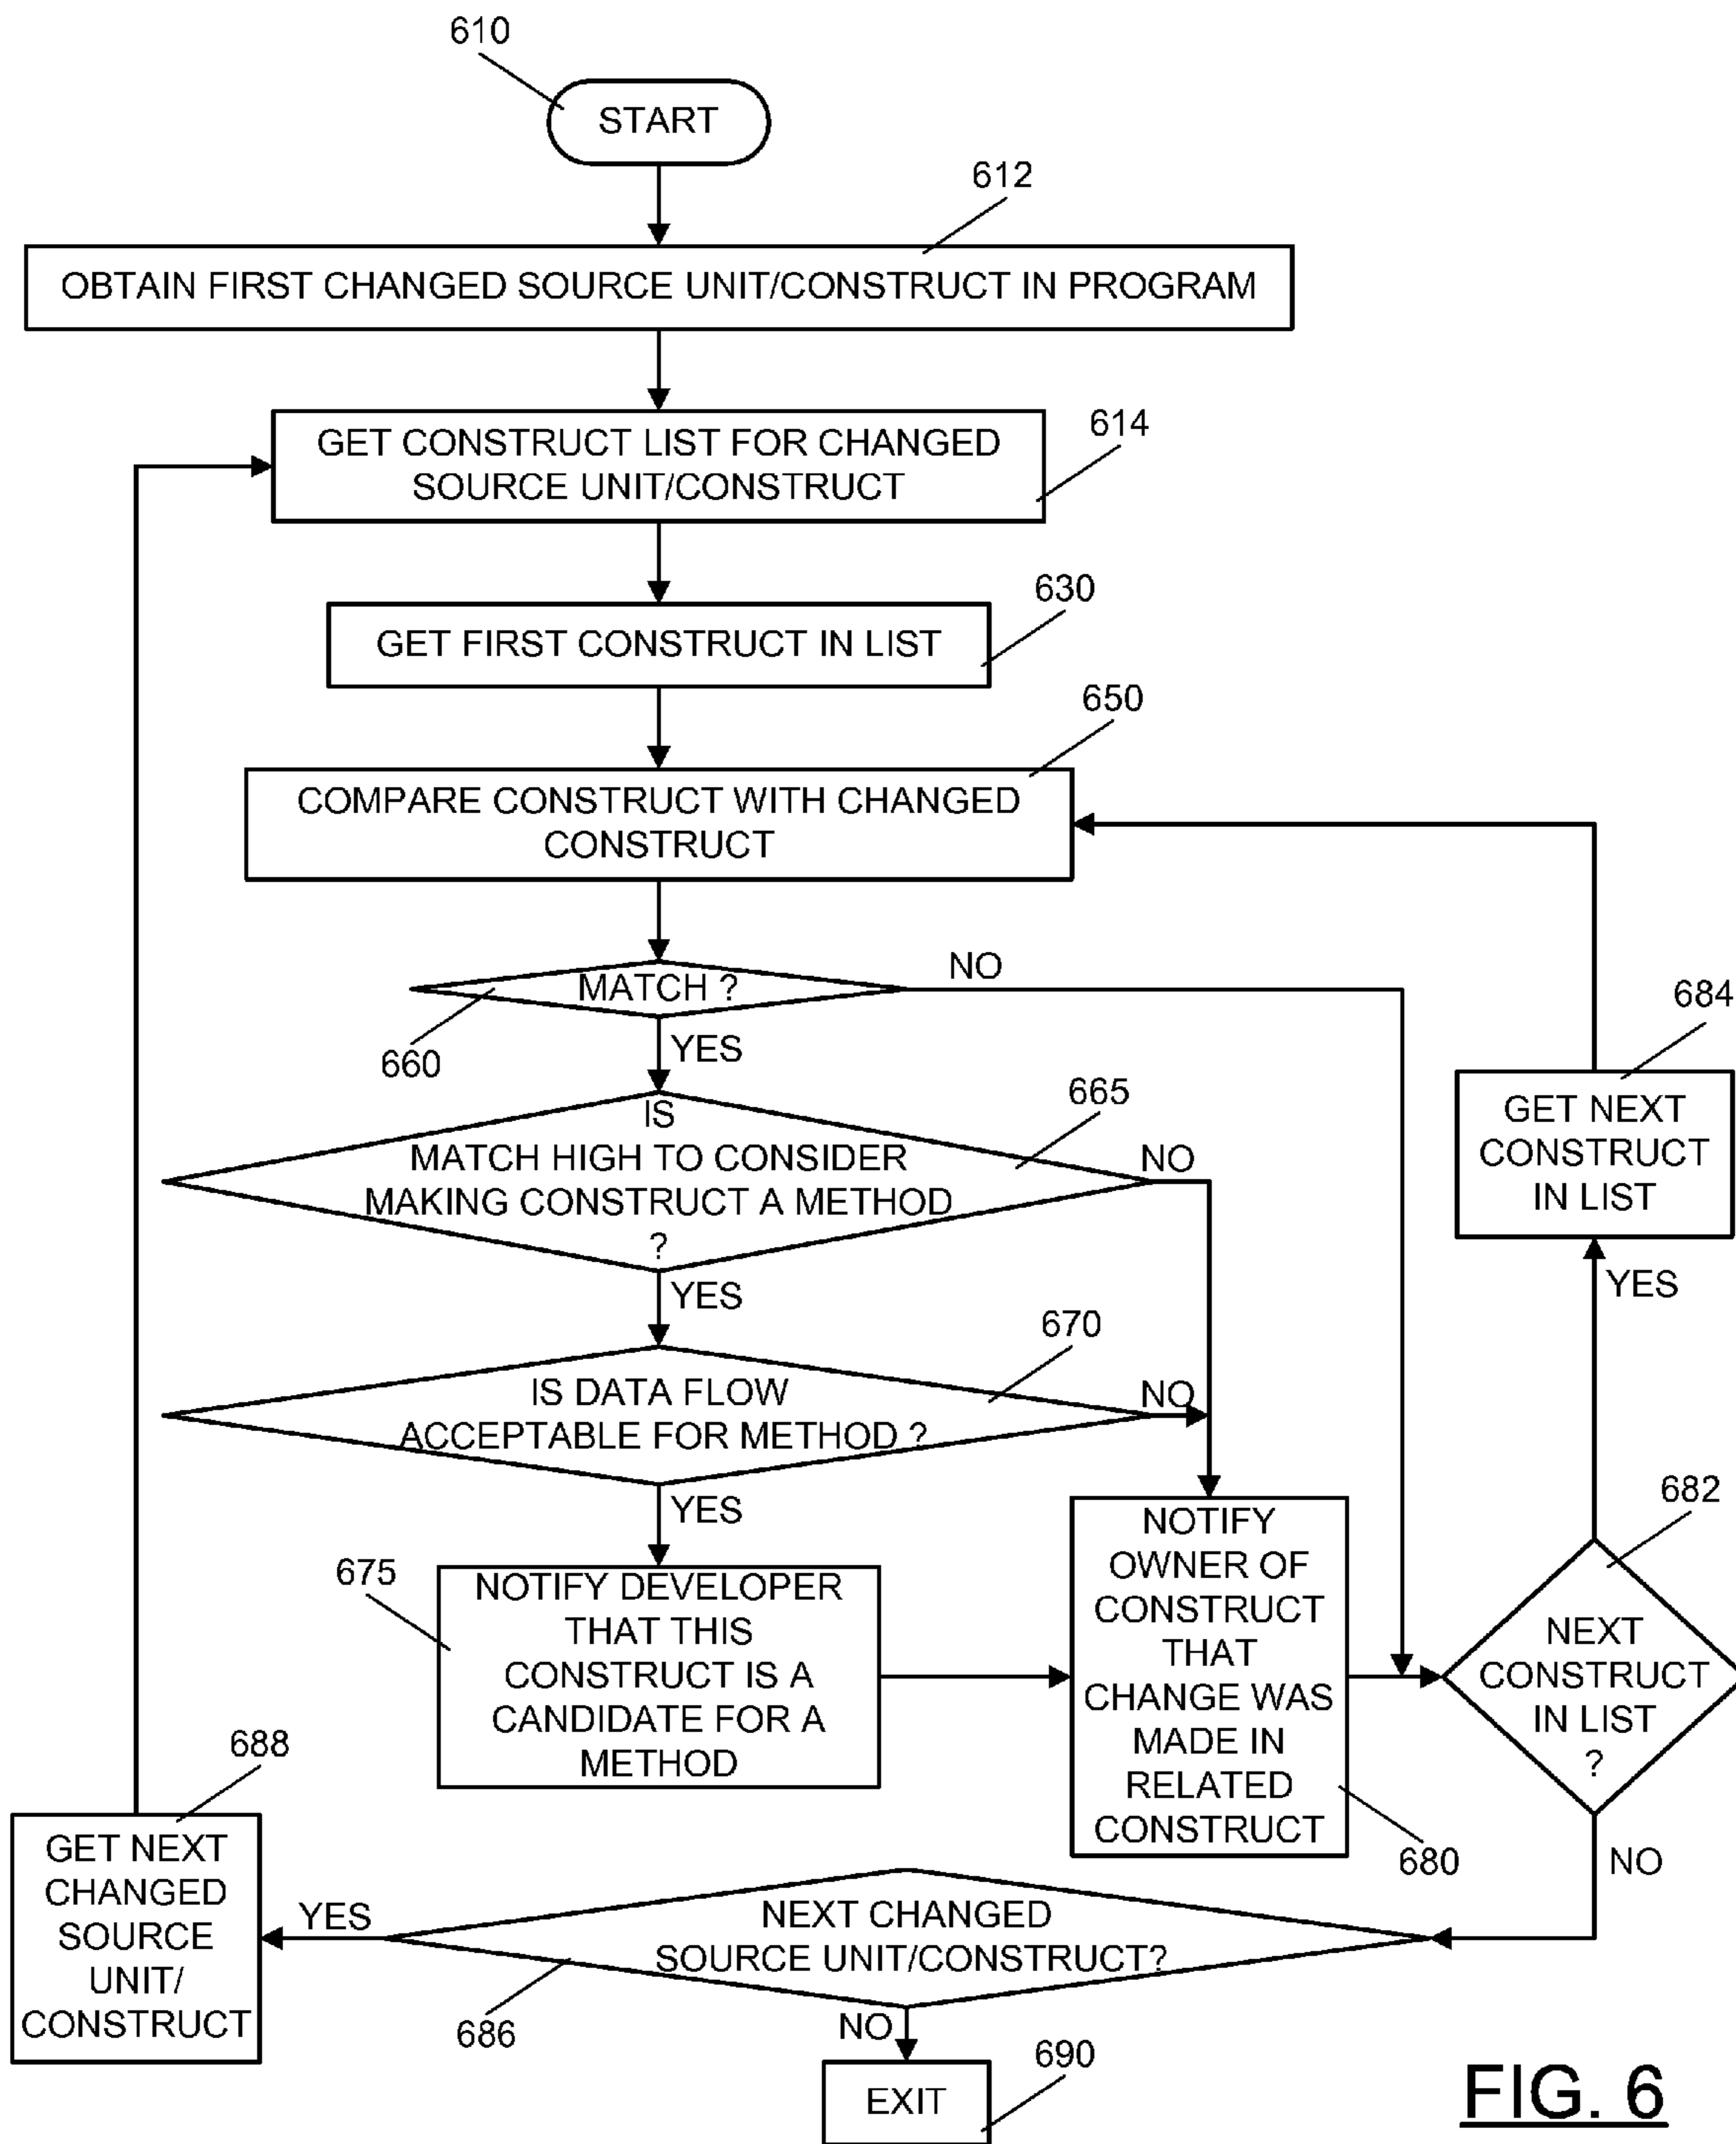 610
START
612
OBTAIN FIRST CHANGED SOURCE UNIT/CONSTRUCT IN PROGRAM
GET CONSTRUCT LIST FOR CHANGED
SOURCE UNIT/CONSTRUCT
614
GET FIRST CONSTRUCT IN LIST
630
650
COMPARE CONSTRUCT WITH CHANGED
CONSTRUCT
MATCH ?
NO
660
YES
684
GET NEXT
CONSTRUCT
IN LIST
YES
IS
MATCH HIGH TO CONSIDER
MAKING CONSTRUCT A METHOD
?
665
NO
YES
670
IS DATA FLOW
ACCEPTABLE FOR METHOD ?
NO
YES
675
NOTIFY DEVELOPER
THAT THIS
CONSTRUCT IS A
CANDIDATE FOR A
METHOD
NOTIFY
OWNER OF
CONSTRUCT
THAT
CHANGE WAS
MADE IN
RELATED
CONSTRUCT
680
682
NEXT
CONSTRUCT
IN LIST
?
NO
688
GET NEXT
CHANGED
SOURCE
UNIT/
CONSTRUCT
YES
NEXT CHANGED
SOURCE UNIT/CONSTRUCT?
686
NO
690
EXIT
FIG. 6